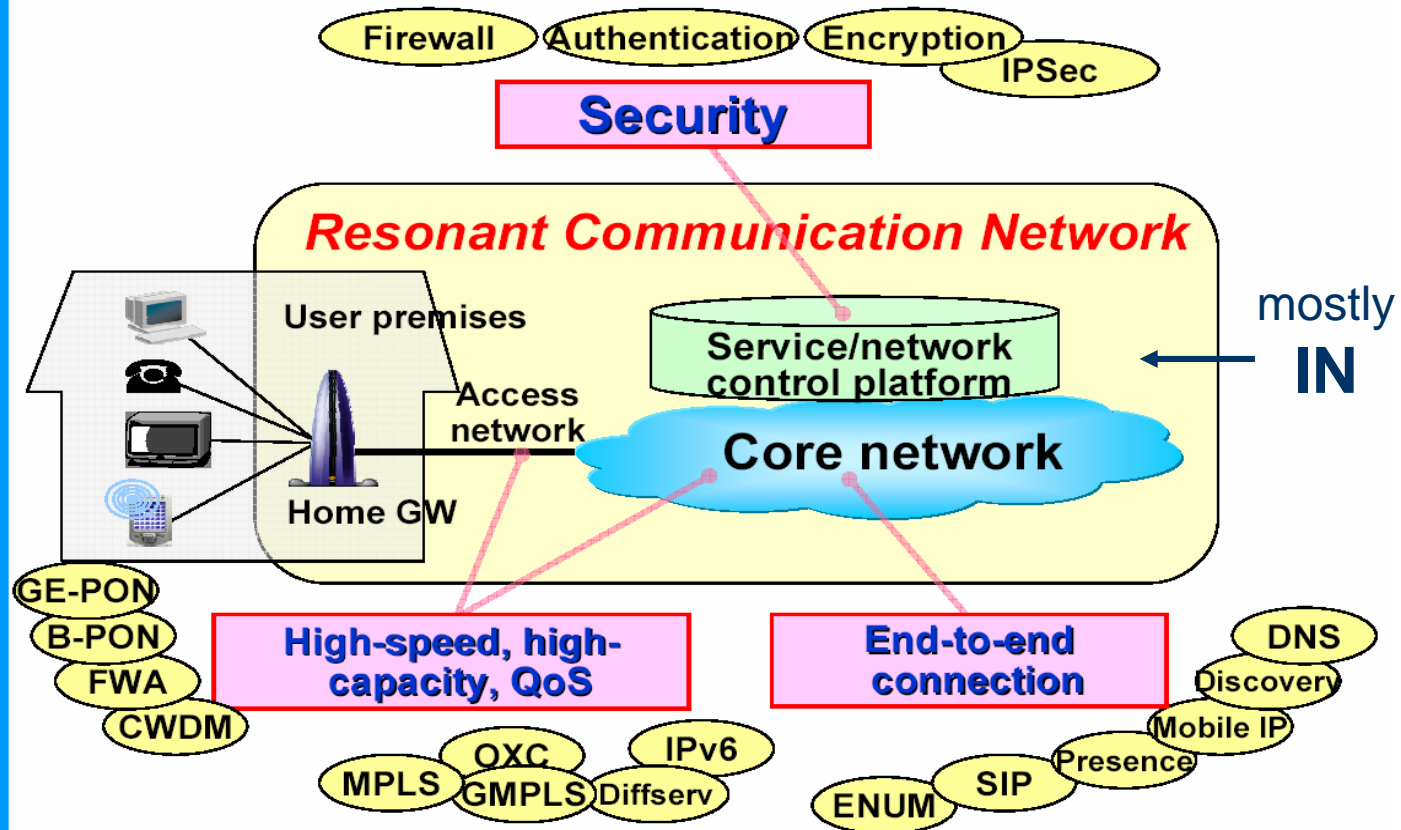 Firewall
Authentication
Encryption
IPSec
Security
Resonant Communication Network
User premises
Service/network
control platform
mostly
IN
Access
network
Core network
Home GW
GE-PON
B-PON
FWA
CWDM
High-speed, high-
capacity, QoS
End-to-end
connection
DNS
Discovery
Mobile IP
Presence
SIP
ENUM
OXC
IPv6
MPLS
GMPLS
Diffserv